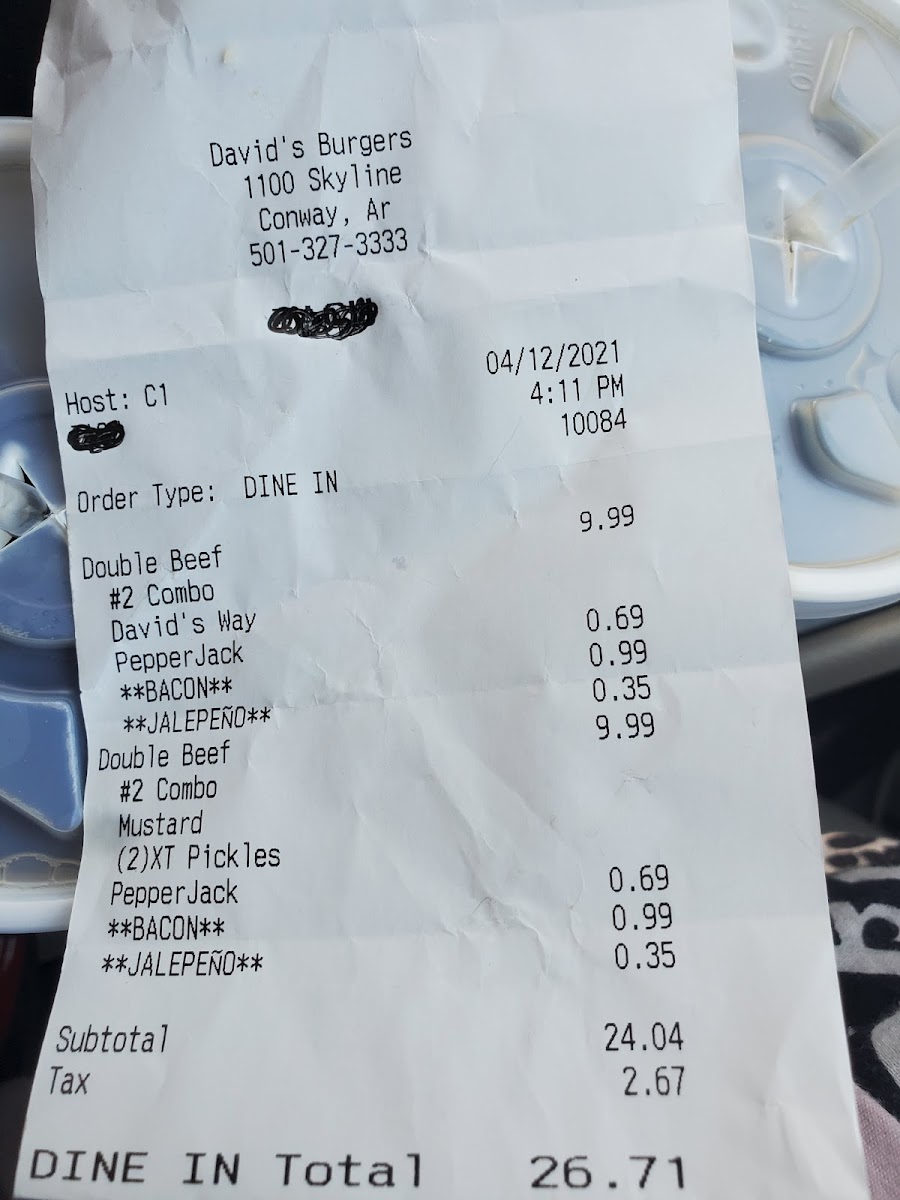 David's Burgers
1100 Skyline
Conway, Ar
501-327-3333
04/12/2021
Host: C1 4:11 PM
10084
Order Type: DINE IN
Double Beef 9.99
#2 Combo
David's Way
PepperJack 0.69
**BACON** 0.99
**JALEPEÑO** 0.35
Double Beef 9.99
#2 Combo
Mustard
(2)XT Pickles
PepperJack 0.69
**BACON** 0.99
**JALEPEÑO** 0.35
Subtotal 24.04
Tax 2.67
DINE IN Total 26.71
OTHER